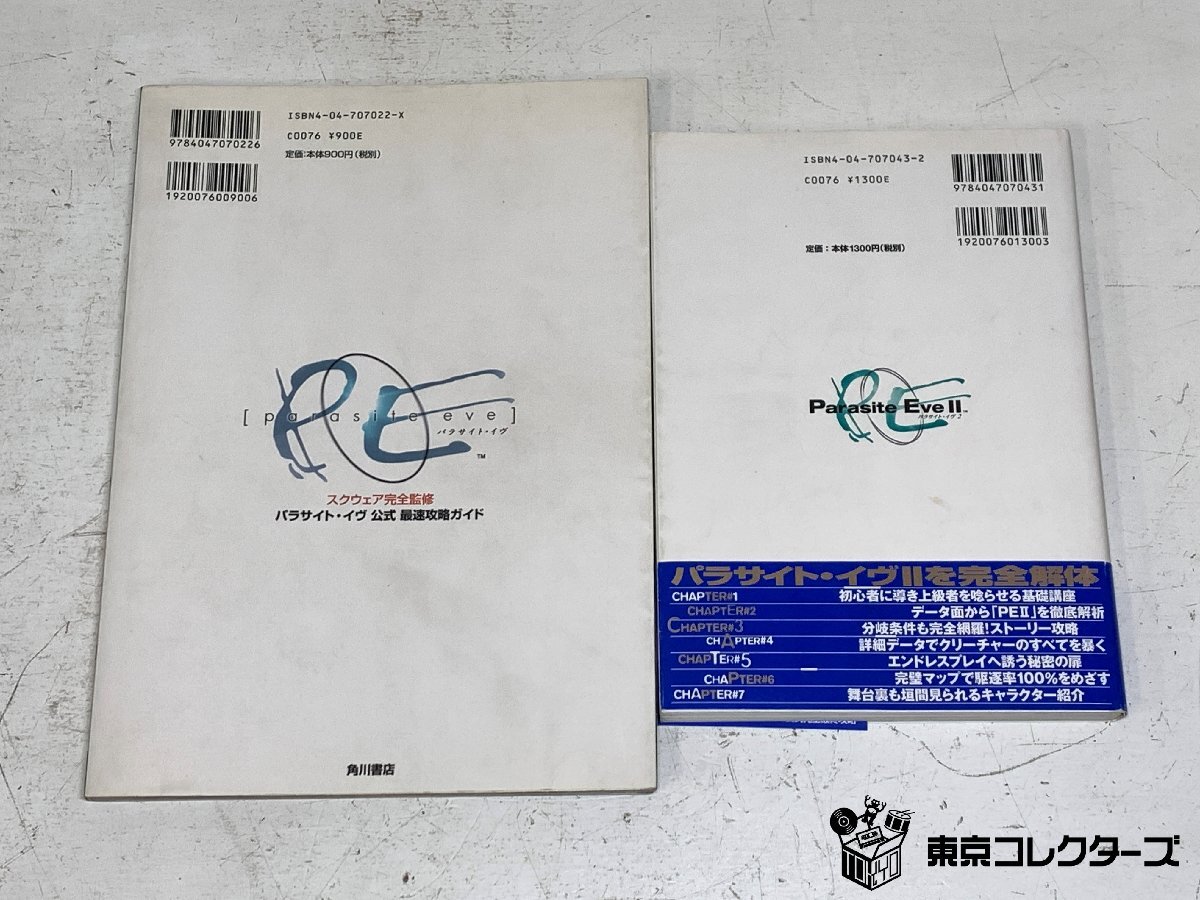 ISBN4-04-707022-X
9784047070226
C0076 ¥900E
定価:本体900円(税別)
1920076009006
[parasite eve]
パラサイト・イヴ
TM
スクウェア完全監修
パラサイト・イヴ 公式 最速攻略ガイド
角川書店
ISBN4-04-707043-2
C0076 ¥1300E
9784047070431
定価:本体1300円(税別)
1920076013003
Parasite Eve II
TM
パラサイト・イヴ 2
パラサイト・イヴIIを完全解体
CHAPTER#1 初心者に導き上級者を唸らせる基礎講座
CHAPTER#2 データ面から「PEII」を徹底解析
CHAPTER#3 分岐条件も完全網羅!ストーリー攻略
CHAPTER#4 詳細データでクリーチャーのすべてを暴く
CHAPTER#5 エンドレスプレイへ誘う秘密の扉
CHAPTER#6 完璧マップで駆逐率100%をめざす
CHAPTER#7 舞台裏も垣間見られるキャラクター紹介
TOKYO
東京コレクターズ